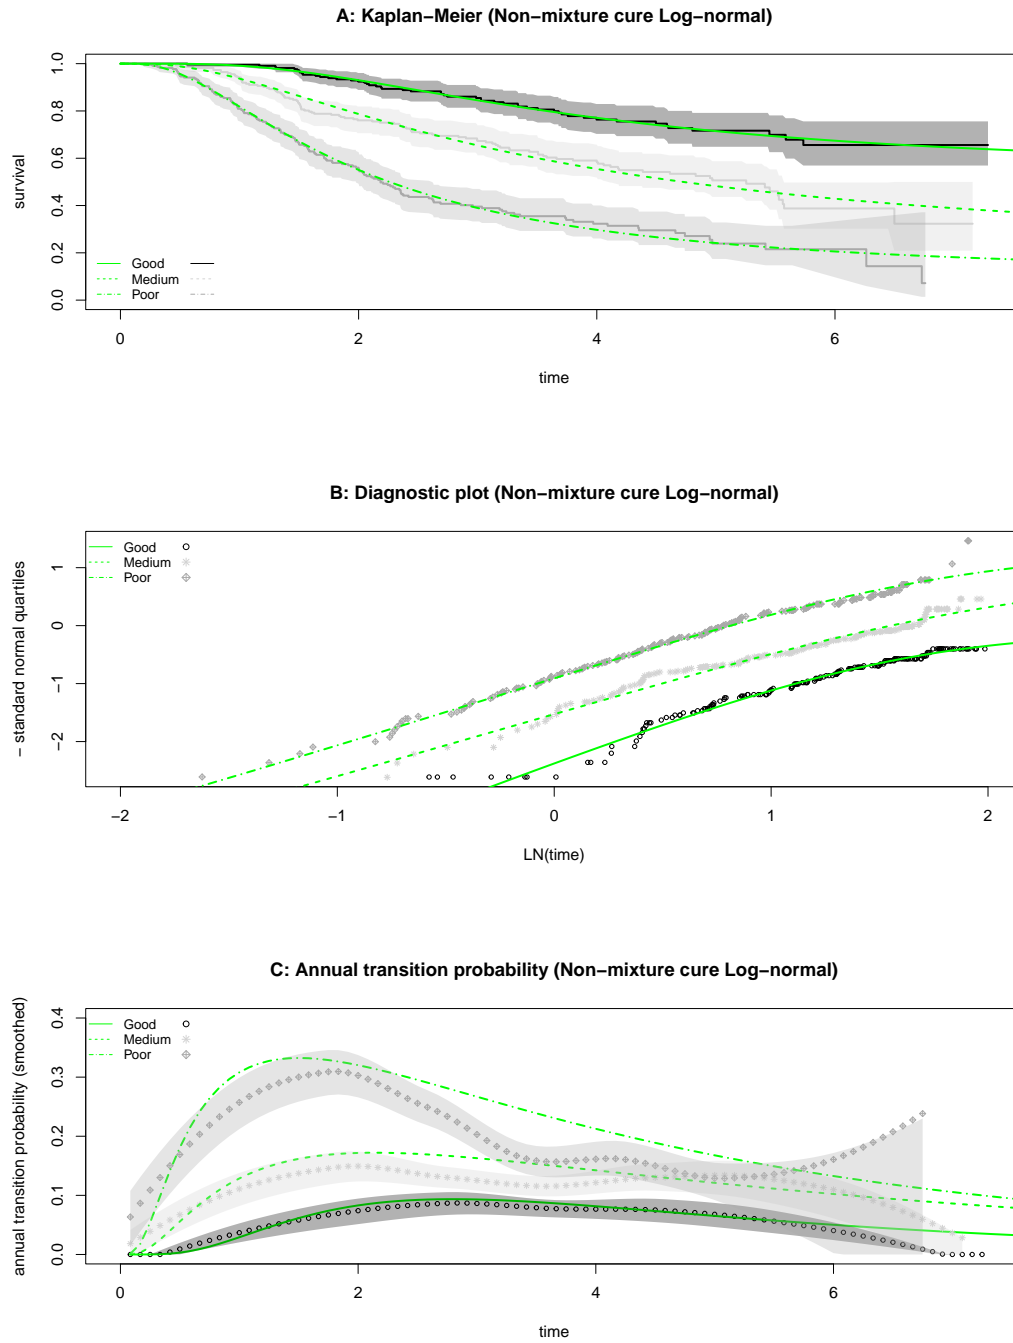 A: Kaplan−Meier (Non−mixture cure Log−normal)
survival
1.0
0.8
0.6
0.4
0.2
0.0
Good
Medium
Poor
0 2 4 6
time
B: Diagnostic plot (Non−mixture cure Log−normal)
− standard normal quartiles
1
0
−1
−2
Good
Medium
Poor
−2 −1 0 1 2
LN(time)
C: Annual transition probability (Non−mixture cure Log−normal)
annual transition probability (smoothed)
0.4
0.3
0.2
0.1
0.0
Good
Medium
Poor
0 2 4 6
time